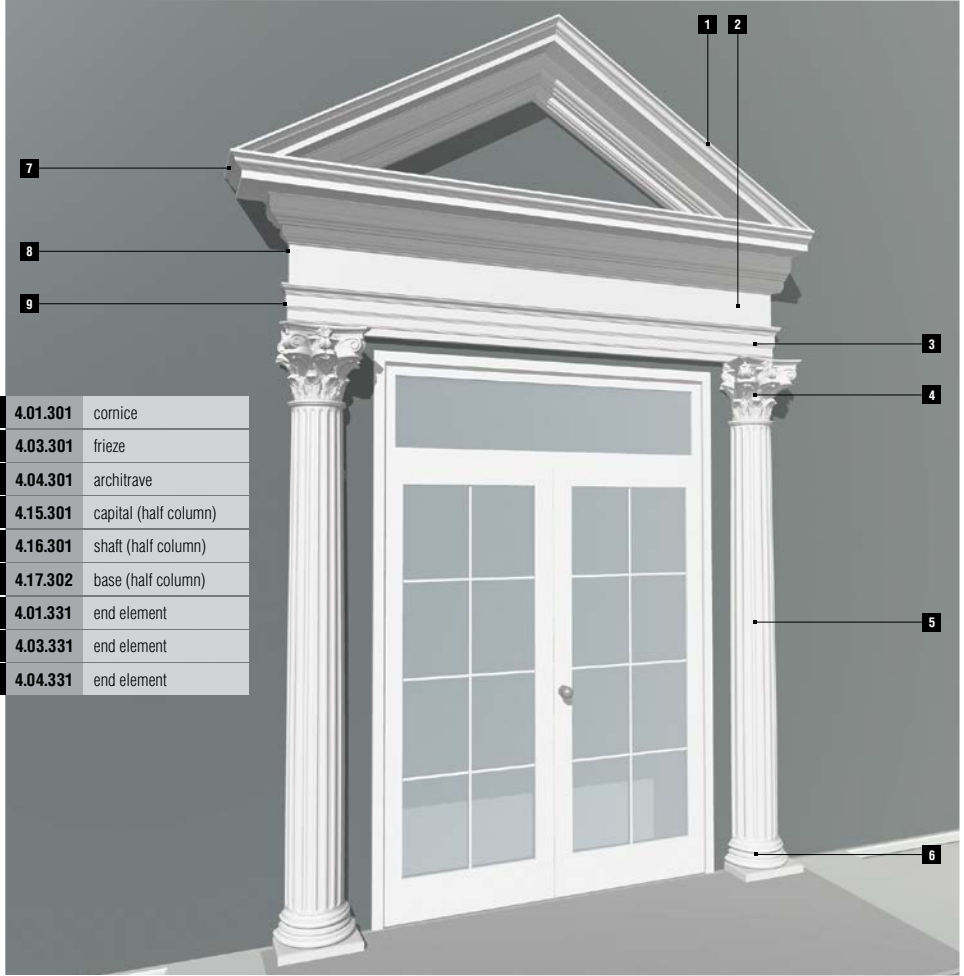 1 2
7
8
9
3
4
4.01.301 cornice
4.03.301 frieze
4.04.301 architrave
4.15.301 capital (half column)
4.16.301 shaft (half column)
4.17.302 base (half column)
4.01.331 end element
4.03.331 end element
4.04.331 end element
5
6